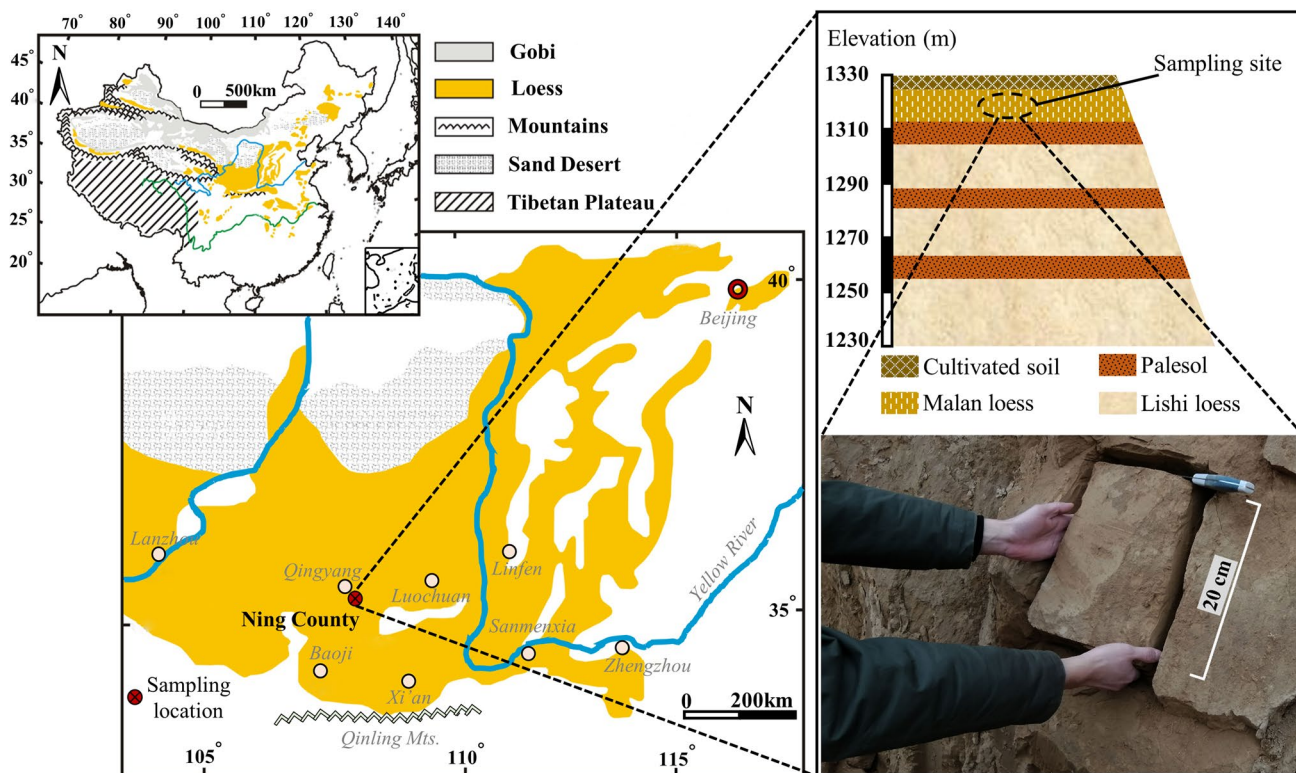 70°
80°
90°
100°
110°
120°
130°
140°
45°
40°
35°
30°
25°
20°
N
0 500km
Gobi
Loess
Mountains
Sand Desert
Tibetan Plateau
Elevation (m)
1330
1310
1290
1270
1250
1230
Sampling site
Cultivated soil
Palesol
Malan loess
Lishi loess
20 cm
40°
Beijing
N
Lanzhou
Qingyang
Luochuan
Linfen
Yellow River
Ning County
35°
Sanmenxia
Zhengzhou
Baoji
Xi'an
Sampling
location
Qinling Mts.
0 200km
105°
110°
115°